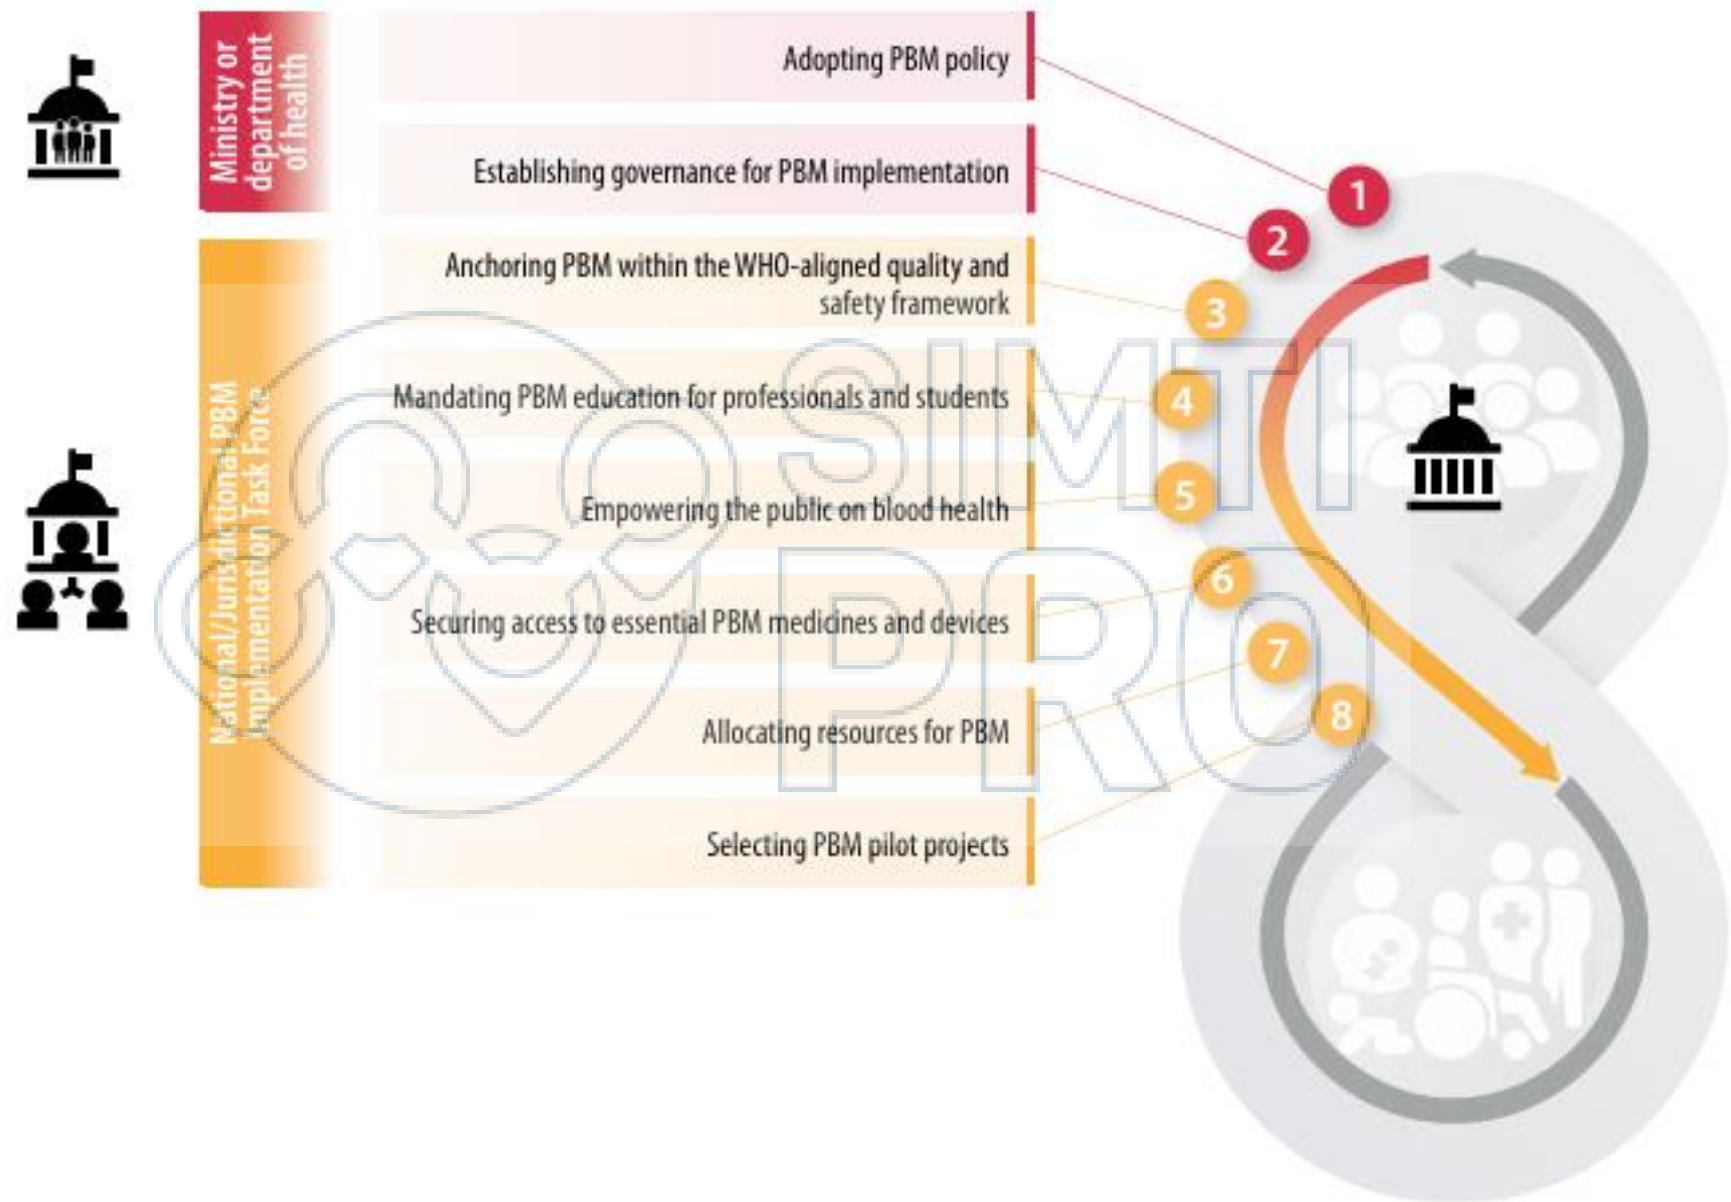 Ministry or
department
of health
Adopting PBM policy
Establishing governance for PBM implementation
National/Jurisdictional PBM
Implementation Task Force
Anchoring PBM within the WHO-aligned quality and
safety framework
Mandating PBM education for professionals and students
Empowering the public on blood health
Securing access to essential PBM medicines and devices
Allocating resources for PBM
Selecting PBM pilot projects
1
2
3
4
5
6
7
8
SIMTI
PRO